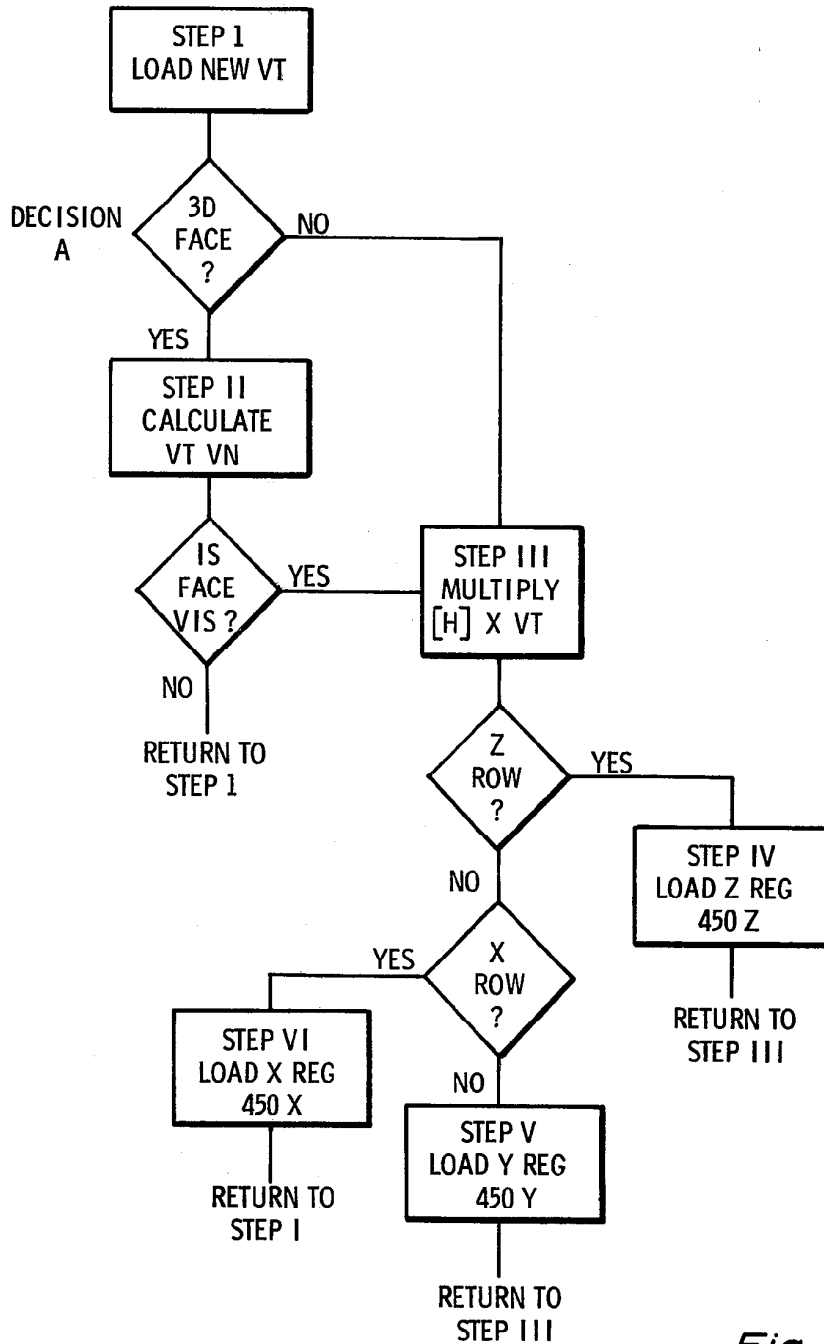 STEP 1
LOAD NEW VT
DECISION
A
3D
FACE
?
NO
YES
STEP II
CALCULATE
VT VN
IS
FACE
VIS ?
YES
NO
RETURN TO
STEP 1
STEP III
MULTIPLY
[H] X VT
Z
ROW
?
YES
NO
STEP IV
LOAD Z REG
450 Z
RETURN TO
STEP III
X
ROW
?
YES
NO
STEP VI
LOAD X REG
450 X
RETURN TO
STEP I
STEP V
LOAD Y REG
450 Y
RETURN TO
STEP III
Fig